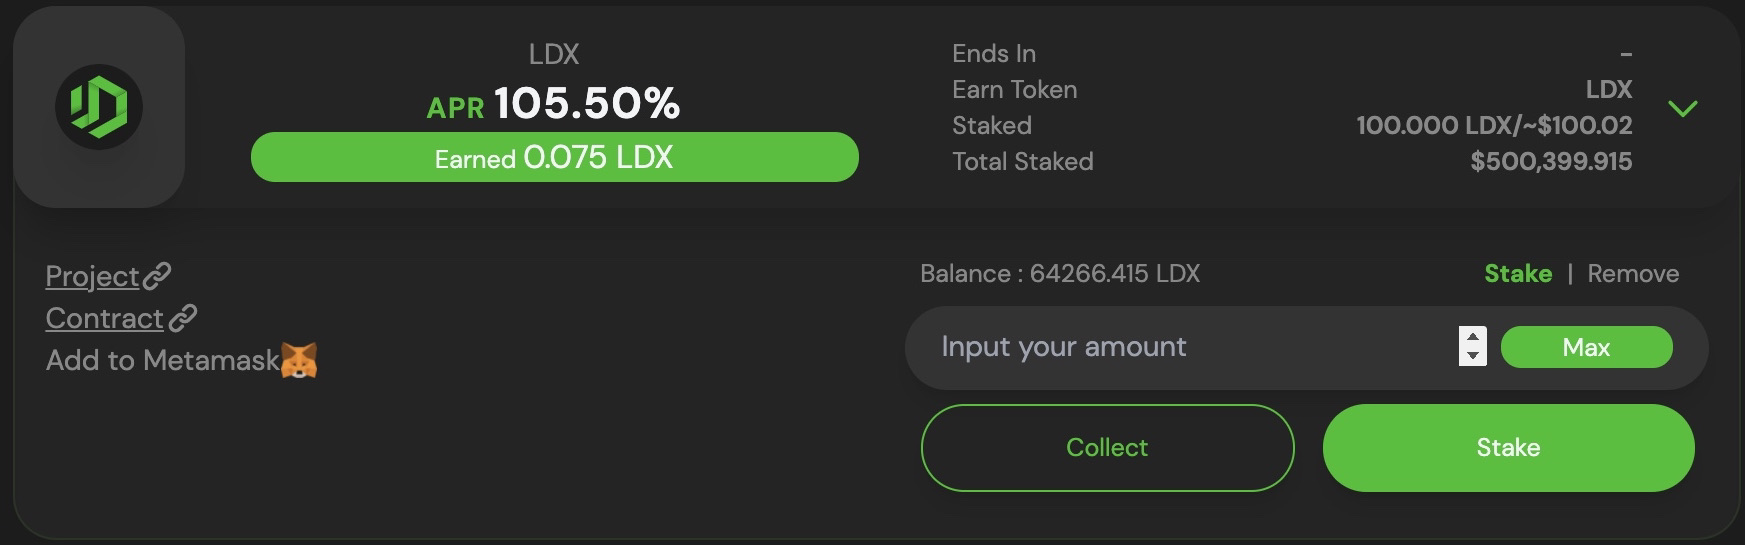 LDX
APR 105.50%
Earned 0.075 LDX
Ends In -
Earn Token LDX
Staked 100.000 LDX/~$100.02
Total Staked $500,399.915
Project
Contract
Add to Metamask
Balance : 64266.415 LDX
Stake | Remove
Input your amount Max
Collect Stake